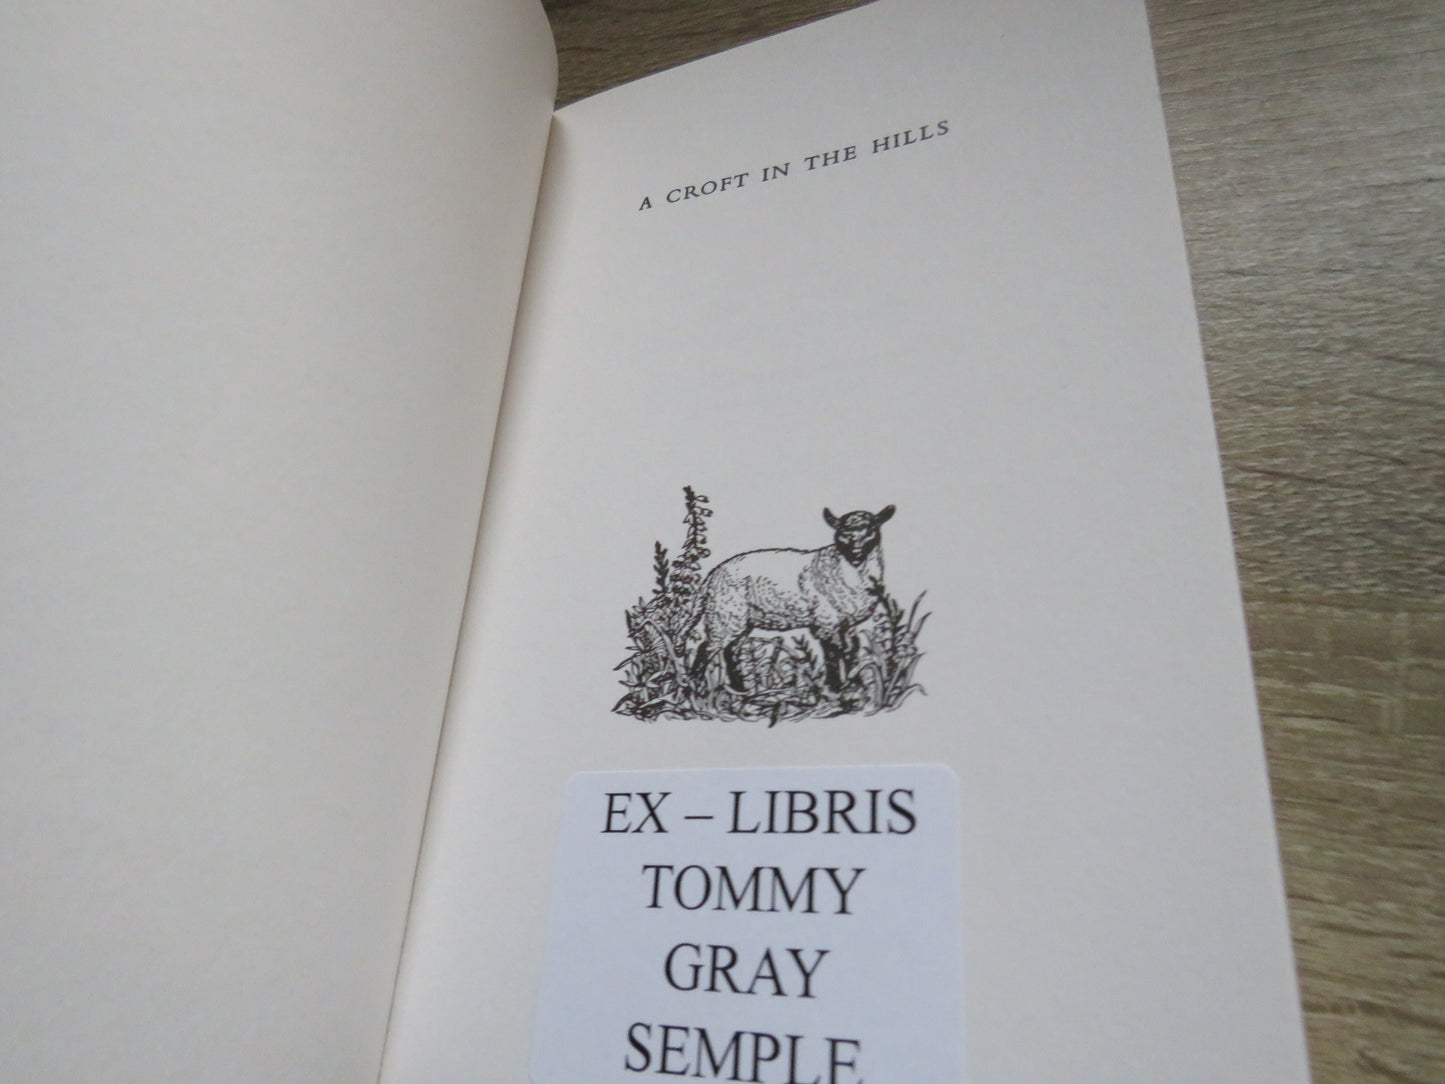 A CROFT IN THE HILLS
EX – LIBRIS
TOMMY
GRAY
SEMPLE